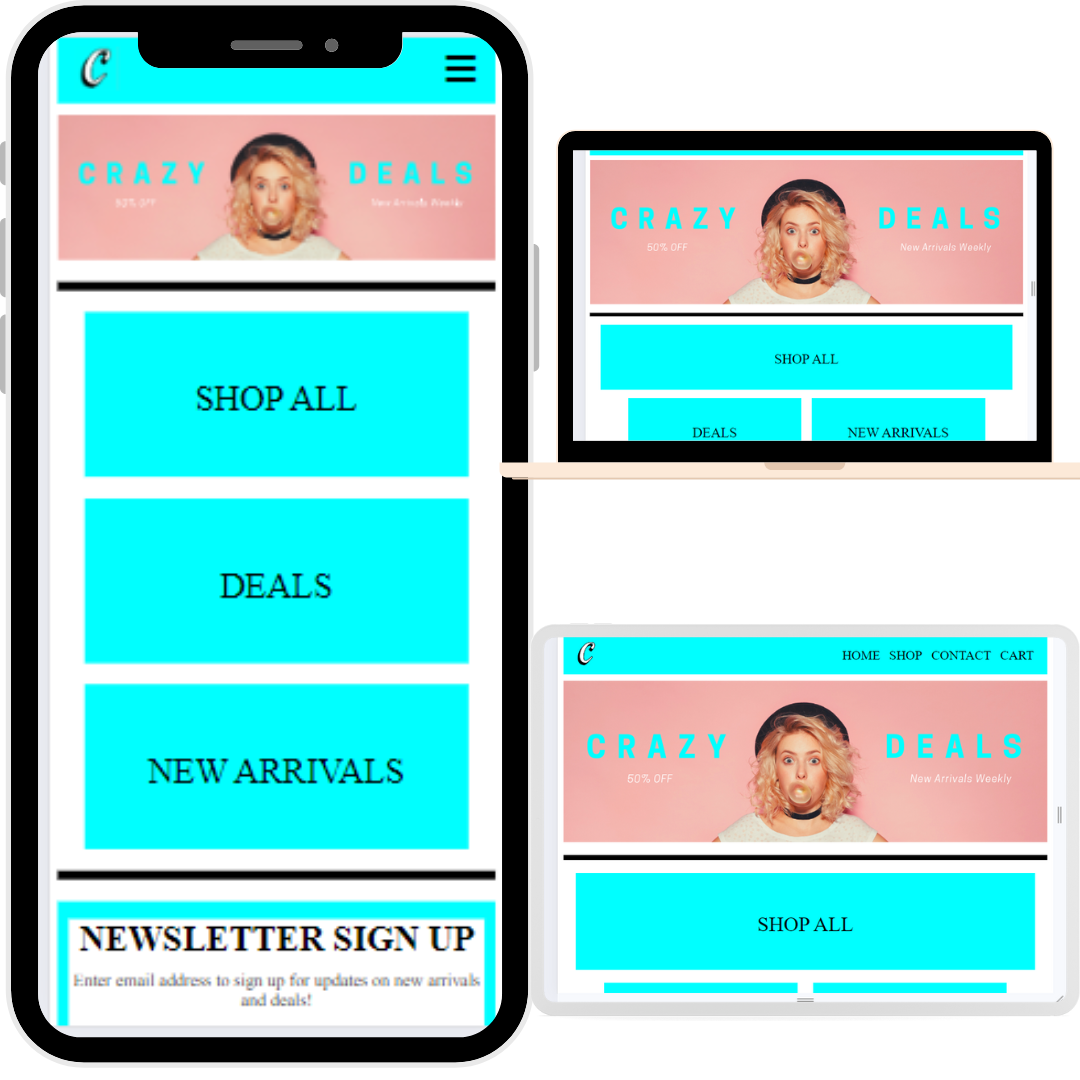 C
CRAZY DEALS
50% OFF New Arrivals Weekly
SHOP ALL
DEALS
NEW ARRIVALS
NEWSLETTER SIGN UP
Enter email address to sign up for updates on new arrivals
and deals!
CRAZY DEALS
50% OFF New Arrivals Weekly
SHOP ALL
DEALS NEW ARRIVALS
C HOME SHOP CONTACT CART
CRAZY DEALS
50% OFF New Arrivals Weekly
SHOP ALL